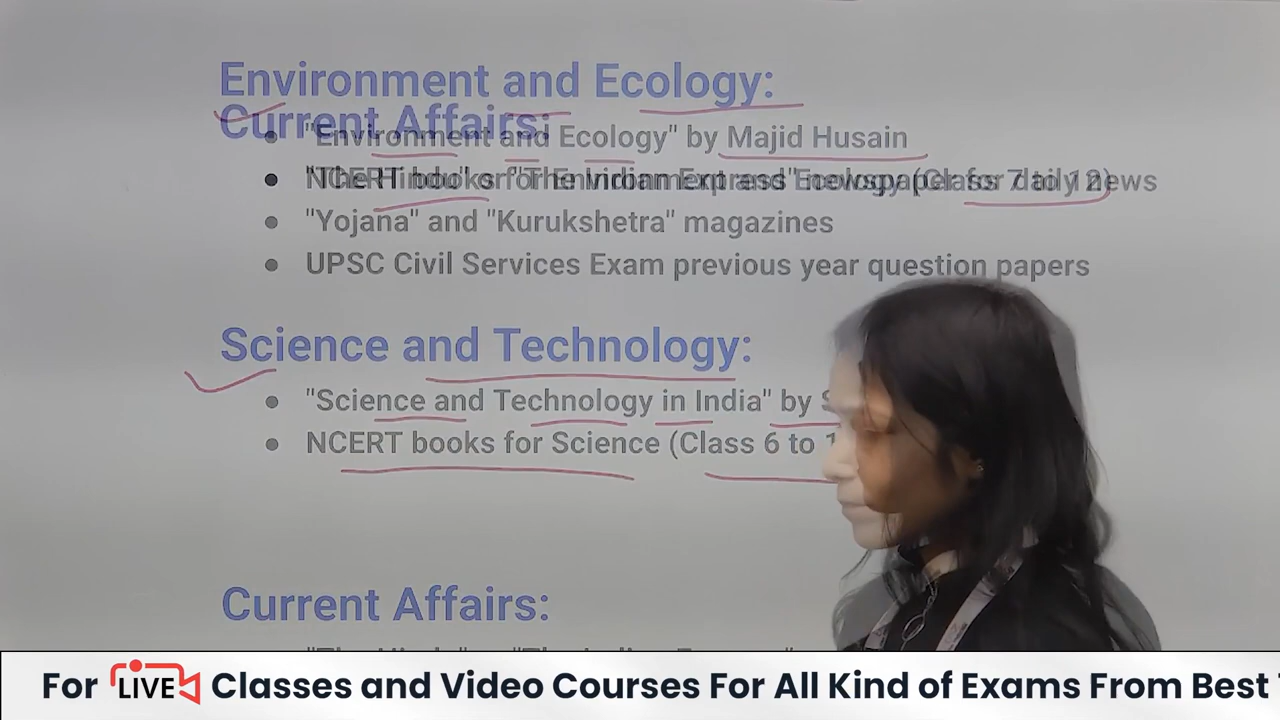 Environment and Ecology:
Current Affairs:
"Environment and Ecology" by Majid Husain
NCERT books for Environment and Ecology (Class 7 to 12)
"The Hindu" or "The Indian Express" newspaper for daily news
"Yojana" and "Kurukshetra" magazines
UPSC Civil Services Exam previous year question papers
Science and Technology:
"Science and Technology in India" by
NCERT books for Science (Class 6 to
Current Affairs:
For LIVE Classes and Video Courses For All Kind of Exams From Best